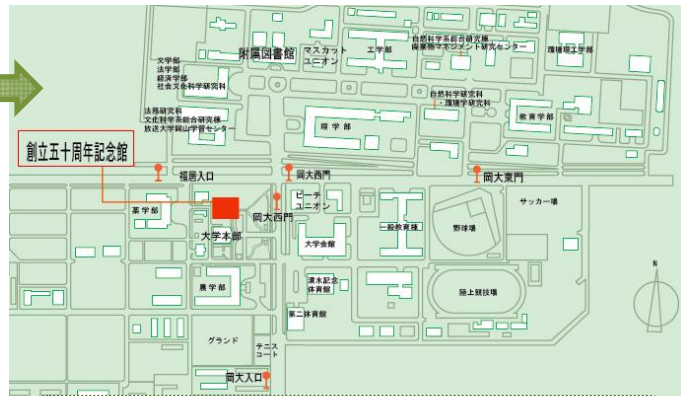 附属図書館
マスカット
ユニオン
工学部
自然科学系総合研究棟
廃棄物マネジメント研究センター
環境理工学部
文学部
法学部
経済学部
社会文化科学研究科
法務研究科
文化科学系総合研究棟
放送大学岡山学習センター
理学部
自然科学研究科
・環境学研究科
教育学部
創立五十周年記念館
福居入口
岡大西門
岡大東門
薬学部
大学本部
岡大西門
ピーチ
ユニオン
大学会館
一般教育棟
野球場
サッカー場
農学部
清水記念
体育館
第二体育館
陸上競技場
N
グランド
テニス
コート
岡大入口